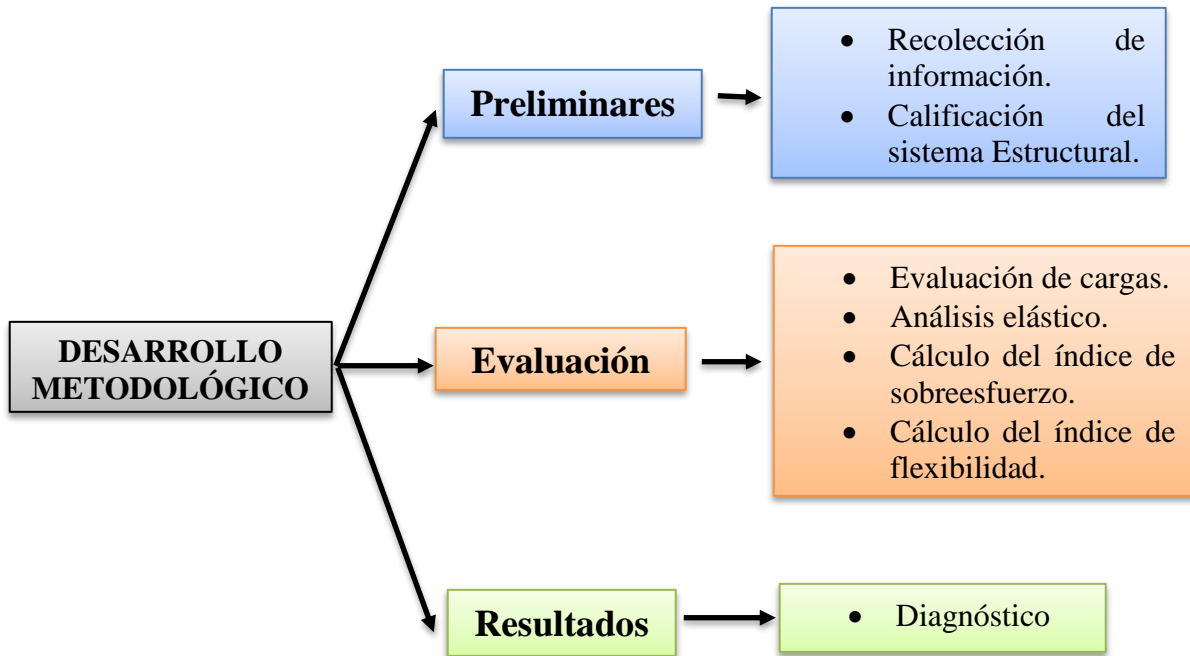 DESARROLLO
METODOLÓGICO
Preliminares
• Recolección de
información.
• Calificación del
sistema Estructural.
Evaluación
• Evaluación de cargas.
• Análisis elástico.
• Cálculo del índice de
sobreesfuerzo.
• Cálculo del índice de
flexibilidad.
Resultados
• Diagnóstico